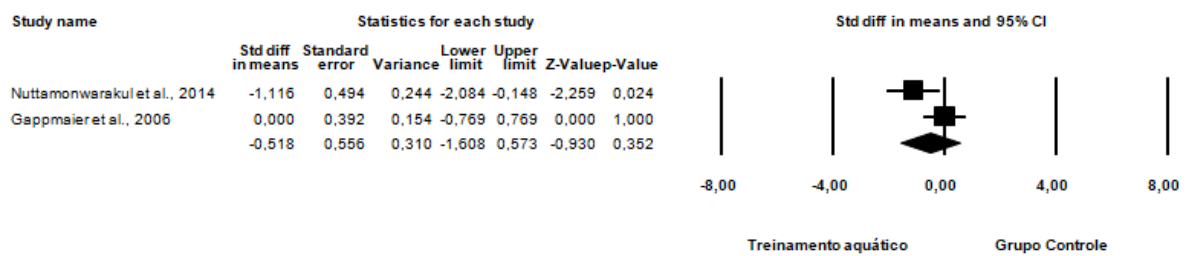 Study name Statistics for each study Std diff in means and 95% CI
Std diff Standard Lower Upper
in means error Variance limit limit Z-Value p-Value
Nuttamonwarakul et al., 2014 -1,116 0,494 0,244 -2,084 -0,148 -2,259 0,024
Gappmaier et al., 2006 0,000 0,392 0,154 -0,769 0,769 0,000 1,000
-0,518 0,556 0,310 -1,608 0,573 -0,930 0,352
-8,00 -4,00 0,00 4,00 8,00
Treinamento aquático Grupo Controle